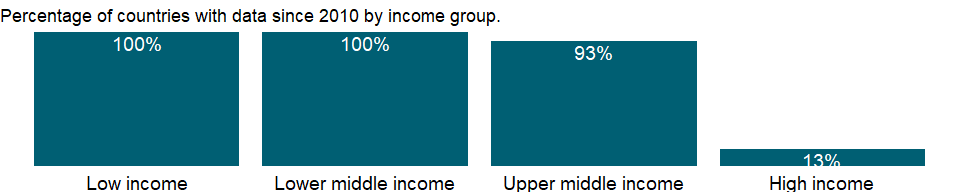 Percentage of countries with data since 2010 by income group.
100% 100% 93% 13%
Low income Lower middle income Upper middle income High income